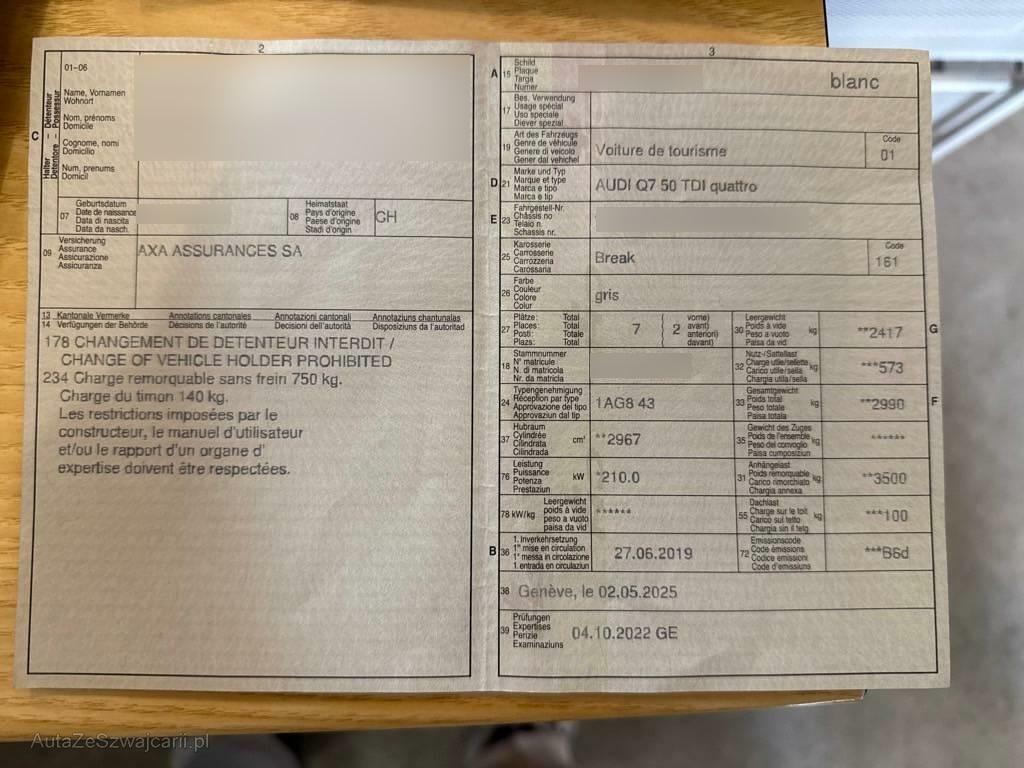 2
01–06
Halter – Détenteur
Detentore – Possessur
Name, Vornamen
Wohnort
Nom, prénoms
Domicile
C
Cognome, nomi
Domicilio
Num, prenums
Domicil
07 Geburtsdatum
Date de naissance
Data di nascita
Data da nasch.
08 Heimatstaat
Pays d'origine
Paese d'origine
Stadi d'origin
CH
09 Versicherung
Assurance
Assicurazione
Assicuranza
AXA ASSURANCES SA
13 Kantonale Vermerke Annotations cantonales Annotazioni cantonali Annotaziuns chantunalas
14 Verfügungen der Behörde Décisions de l'autorité Decisioni dell'autorità Disposiziuns da l'autoritad
178 CHANGEMENT DE DETENTEUR INTERDIT /
CHANGE OF VEHICLE HOLDER PROHIBITED
234 Charge remorquable sans frein 750 kg.
Charge du timon 140 kg.
Les restrictions imposées par le
constructeur, le manuel d'utilisateur
et/ou le rapport d'un organe d'
expertise doivent être respectées.
3
A 15 Schild
Plaque
Targa
Numer
blanc
17 Bes. Verwendung
Usage spécial
Uso speciale
Diever spezial
19 Art des Fahrzeugs
Genre de véhicule
Genere di veicolo
Gener dal vehichel
Voiture de tourisme
Code
01
D 21 Marke und Typ
Marque et type
Marca e tipo
Marca e tip
AUDI Q7 50 TDI quattro
E 23 Fahrgestell-Nr.
Châssis no
Telaio n.
Schassis nr.
25 Karosserie
Carrosserie
Carrozzeria
Carossaria
Break
Code
161
26 Farbe
Couleur
Colore
Colur
gris
27 Plätze: Total
Places: Total
Posti: Totale
Plazs: Total
7 ( 2 vorne)
avant)
anteriori)
davant)
30 Leergewicht
Poids à vide
Peso a vuoto
Paisa da vid
kg
**2417
G
18 Stammnummer
N° matricule
N. di matricola
Nr. da matricla
32 Nutz-/Sattellast
Charge utile/sellette
Carico utile/sella
Chargia utila/sella
kg
***573
24 Typengenehmigung
Réception par type
Approvazione del tipo
Approvaziun dal tip
1AG8 43
33 Gesamtgewicht
Poids total
Peso totale
Paisa totala
kg
**2990
F
37 Hubraum
Cylindrée
Cilindrata
Cilindrada
cm³
**2967
35 Gewicht des Zuges
Poids de l'ensemble
Peso del convoglio
Paisa cumposiziun
kg
******
76 Leistung
Puissance
Potenza
Prestaziun
kW
*210.0
31 Anhängelast
Poids remorquable
Carico rimorchiato
Chargia annexa
kg
**3500
78 kW/kg
Leergewicht
poids à vide
peso a vuoto
paisa da vid
******
55 Dachlast
Charge sur le toit
Carico sul tetto
Chargia sin il tetg
kg
***100
B 36 1. Inverkehrsetzung
1re mise en circulation
1a messa in circolazione
1. entrada en circulaziun
27.06.2019
72 Emissionscode
Code émissions
Codice emissioni
Code d'emissiuns
***B6d
38 Genève, le 02.05.2025
39 Prüfungen
Expertises
Perizie
Examinaziuns
04.10.2022 GE
AutaZeSzwajcarii.pl